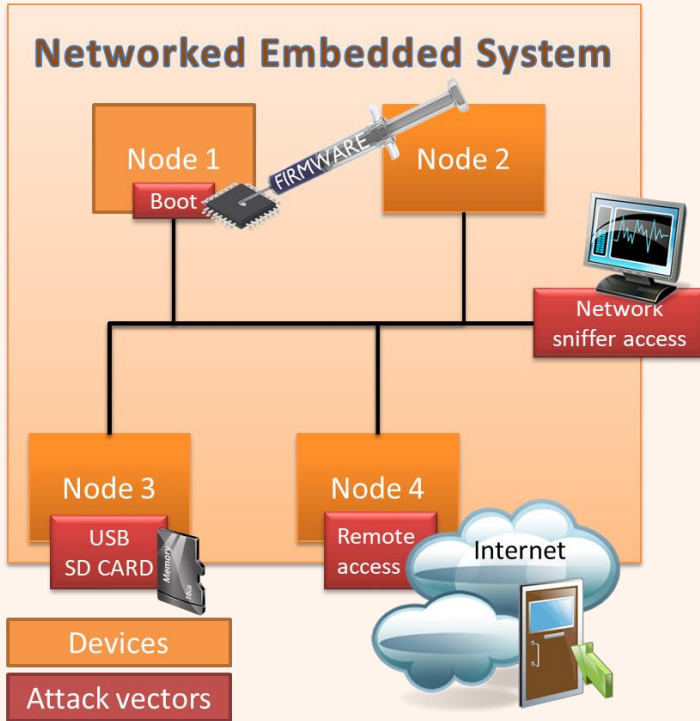 Networked Embedded System
Node 1
Boot
FIRMWARE
Node 2
Network
sniffer access
Node 3
USB
SD CARD
Memory
16GB
Node 4
Remote
access
Internet
Devices
Attack vectors